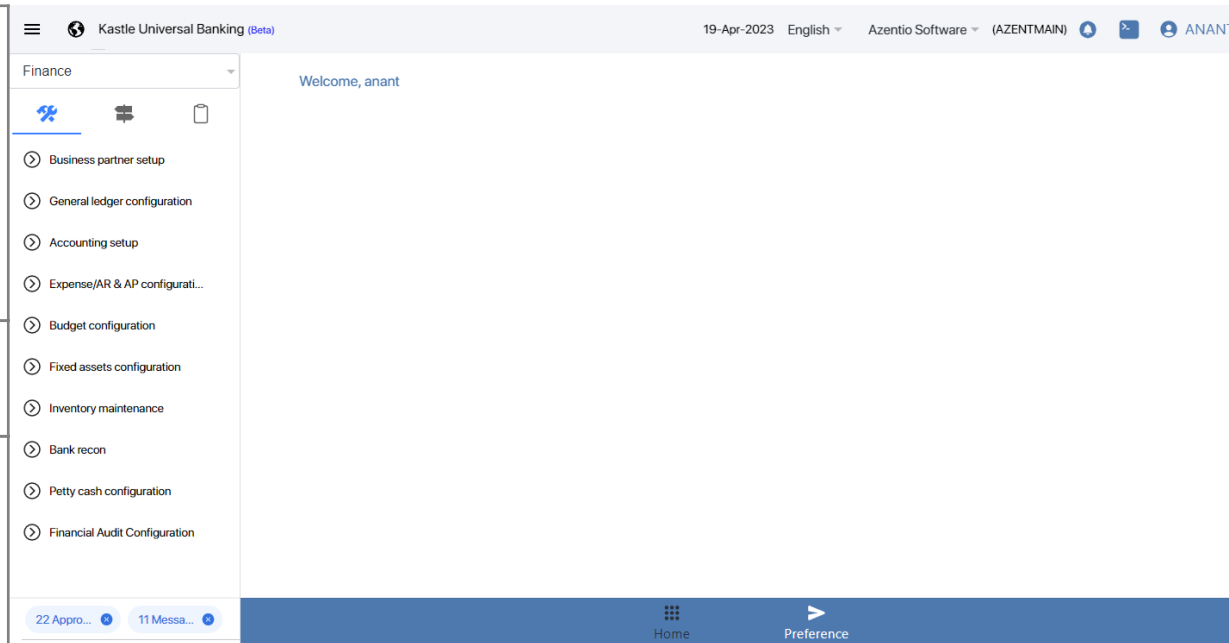 Kastle Universal Banking (Beta)
19-Apr-2023 English Azentio Software (AZENTMAIN) ANANT
Finance
Welcome, anant
Business partner setup
General ledger configuration
Accounting setup
Expense/AR & AP configurati...
Budget configuration
Fixed assets configuration
Inventory maintenance
Bank recon
Petty cash configuration
Financial Audit Configuration
22 Appro... 11 Messa...
Home Preference